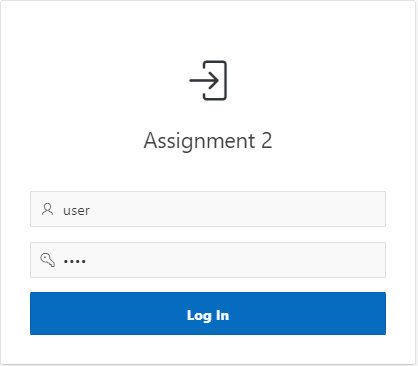 Assignment 2
user
••••
Log In